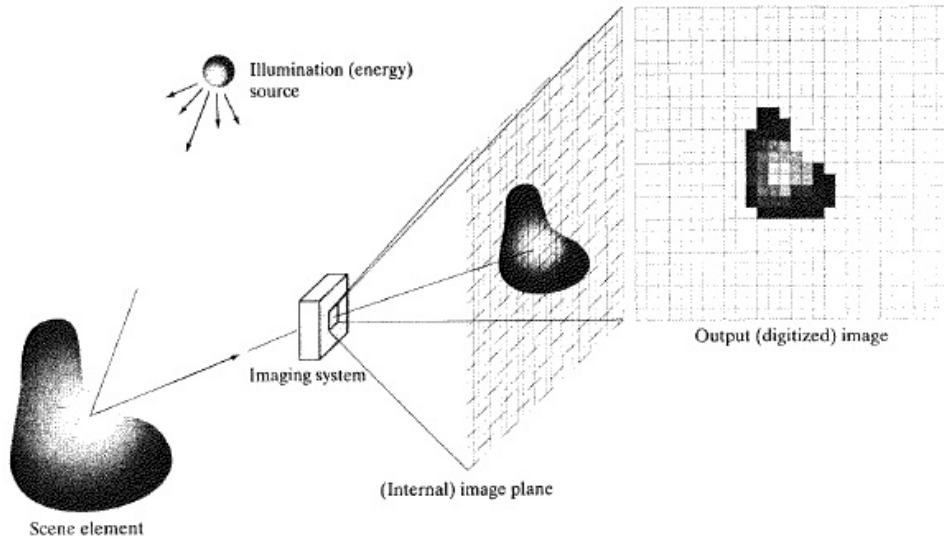 Illumination (energy)
source
Output (digitized) image
Imaging system
(Internal) image plane
Scene element